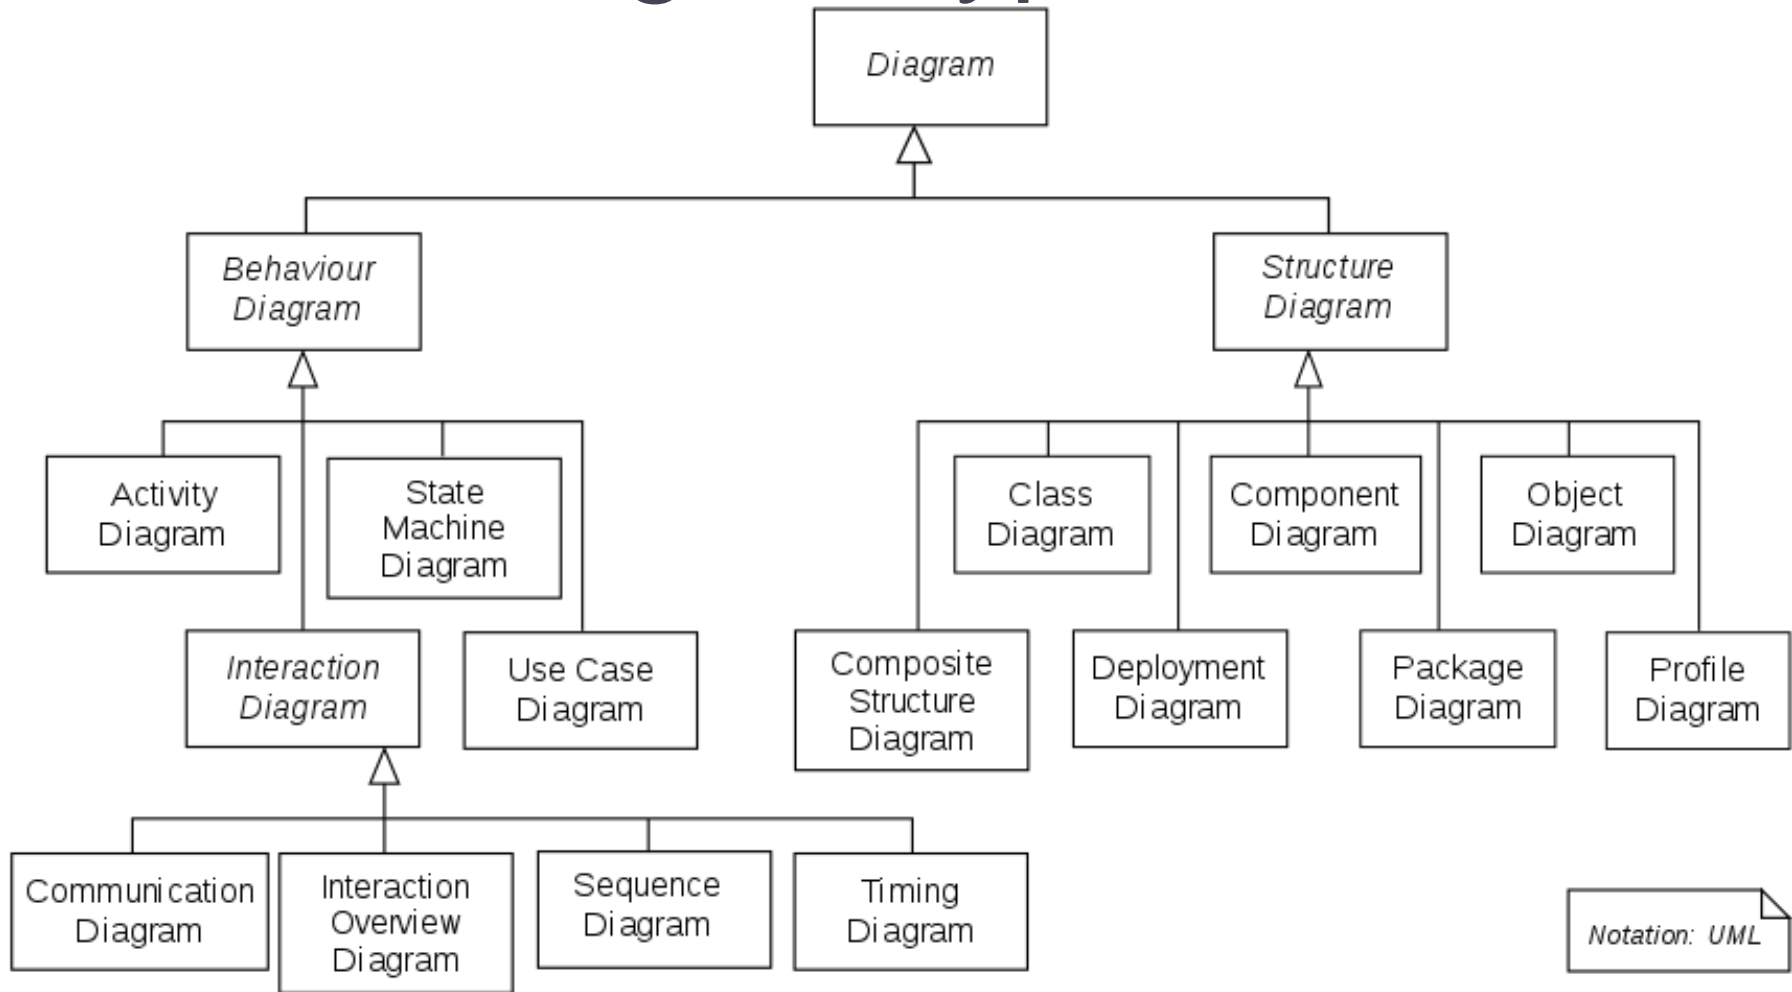 Diagram
Behaviour
Diagram
Structure
Diagram
Activity
Diagram
State
Machine
Diagram
Class
Diagram
Component
Diagram
Object
Diagram
Interaction
Diagram
Use Case
Diagram
Composite
Structure
Diagram
Deployment
Diagram
Package
Diagram
Profile
Diagram
Communication
Diagram
Interaction
Overview
Diagram
Sequence
Diagram
Timing
Diagram
Notation: UML